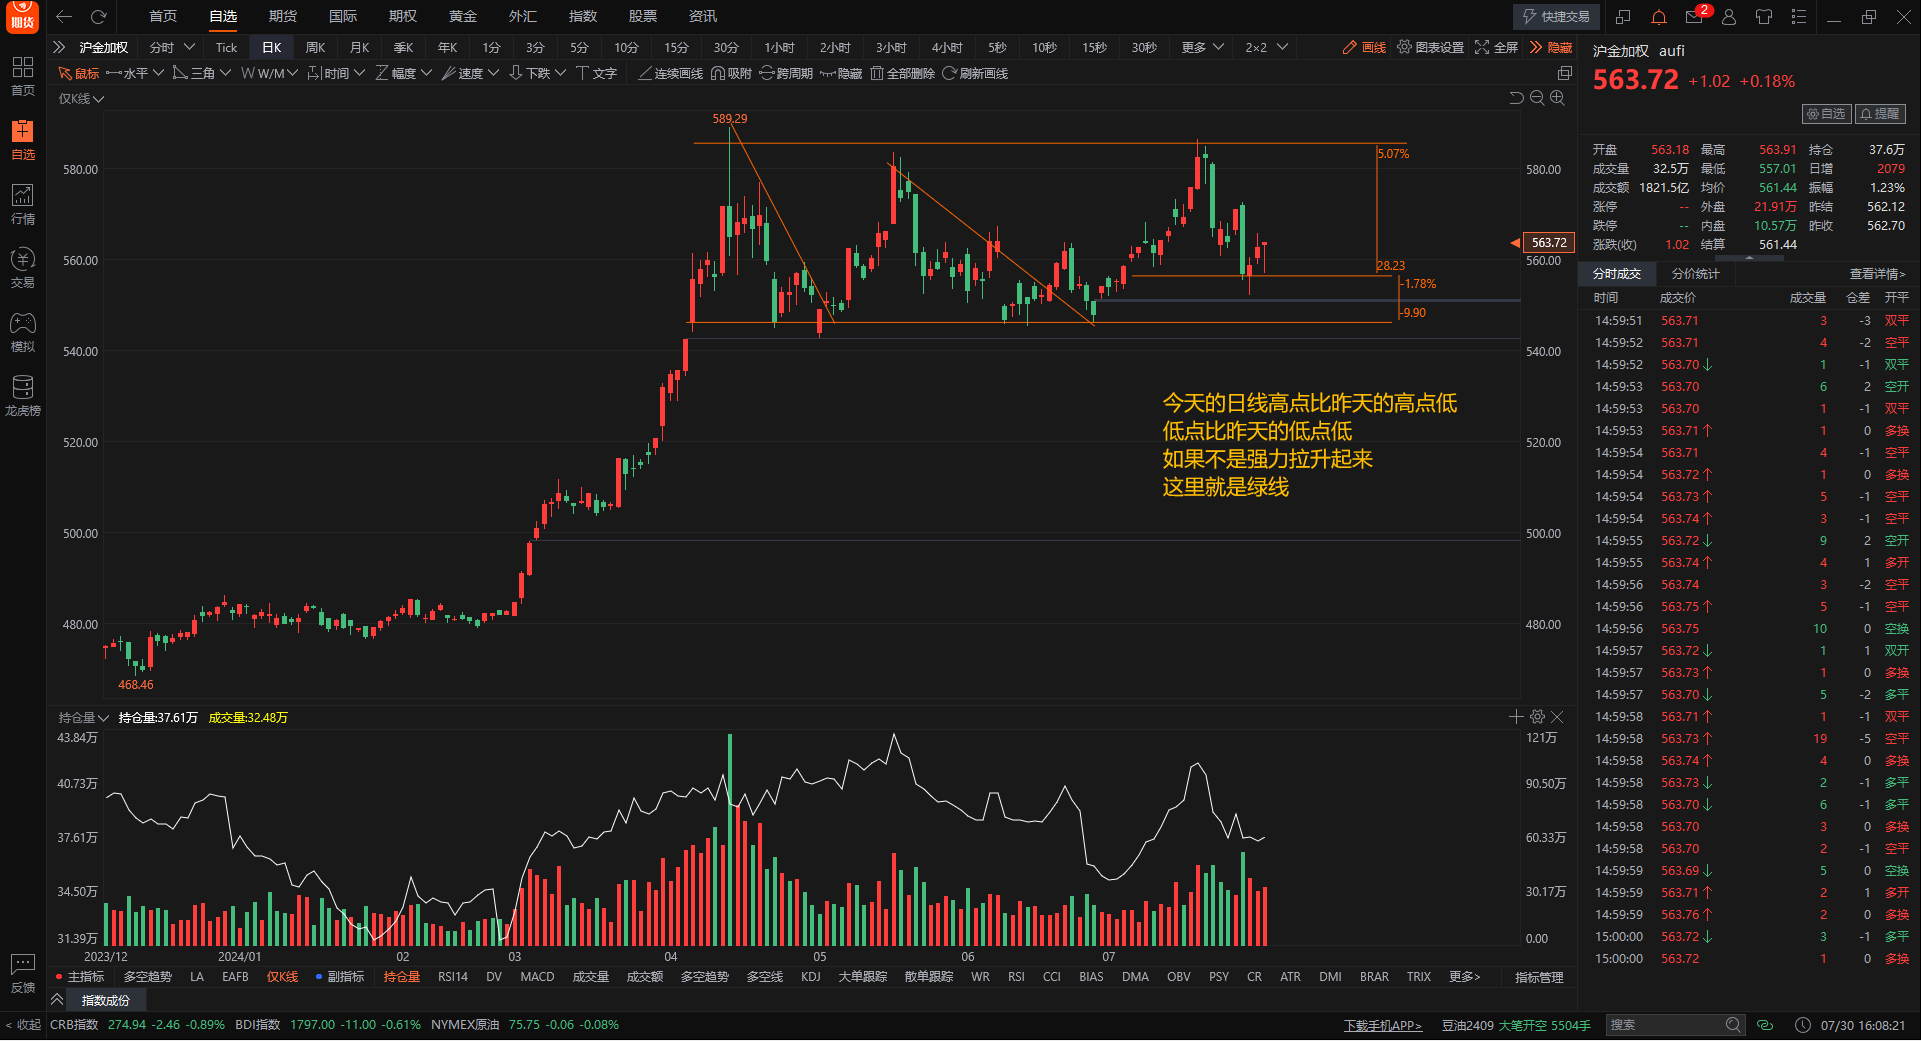 期货
首页 自选 期货 国际 期权 黄金 外汇 指数 股票 资讯
快捷交易 2
沪金加权 分时 Tick 日K 周K 月K 季K 年K 1分 3分 5分 10分 15分 30分 1小时 2小时 3小时 4小时 5秒 10秒 15秒 30秒 更多 2×2 画线 图表设置 全屏 隐藏
鼠标 水平 三角 W/M 时间 幅度 速度 下跌 文字 连续画线 吸附 跨周期 隐藏 全部删除 刷新画线
首页
自选
行情
交易
模拟
龙虎榜
反馈
< 收起
仅K线
589.29
580.00 580.00
5.07%
563.72
560.00 560.00
28.23
-1.78%
-9.90
540.00 540.00
今天的日线高点比昨天的高点低
低点比昨天的低点低
如果不是强力拉升起来
这里就是绿线
520.00 520.00
500.00 500.00
480.00 480.00
468.46
持仓量 持仓量:37.61万 成交量:32.48万
43.84万 121万
40.73万 90.50万
37.61万 60.33万
34.50万 30.17万
31.39万 0.00
2023/12 2024/01 02 03 04 05 06 07
主指标 多空趋势 LA EAFB 仅K线 副指标 持仓量 RSI14 DV MACD 成交量 成交额 多空趋势 多空线 KDJ 大单跟踪 散单跟踪 WR RSI CCI BIAS DMA OBV PSY CR ATR DMI BRAR TRIX 更多> 指标管理
指数成份
沪金加权 aufi
563.72 +1.02 +0.18%
自选 提醒
开盘 563.18 最高 563.91 持仓 37.6万
成交量 32.5万 最低 557.01 日增 2079
成交额 1821.5亿 均价 561.44 振幅 1.23%
涨停 -- 外盘 21.91万 昨结 562.12
跌停 -- 内盘 10.57万 昨收 562.70
涨跌(收) 1.02 结算 561.44
分时成交 分价统计 查看详情>
时间 成交价 成交量 仓差 开平
14:59:51 563.71 3 -3 双平
14:59:52 563.71 4 -2 空平
14:59:52 563.70↓ 1 -1 双平
14:59:53 563.70 6 2 空开
14:59:53 563.70 1 -1 双平
14:59:53 563.71↑ 1 0 多换
14:59:54 563.71 4 -1 空平
14:59:54 563.72↑ 1 0 多换
14:59:54 563.73↑ 5 -1 空平
14:59:54 563.74↑ 3 -1 空平
14:59:55 563.72↓ 9 2 空开
14:59:55 563.74↑ 4 1 多开
14:59:56 563.74 3 -2 空平
14:59:56 563.75↑ 5 -1 空平
14:59:56 563.75 10 0 空换
14:59:57 563.72↓ 1 1 双开
14:59:57 563.73↑ 1 0 多换
14:59:57 563.70↓ 5 -2 多平
14:59:58 563.71↑ 1 -1 双平
14:59:58 563.73↑ 19 -5 空平
14:59:58 563.74↑ 4 0 多换
14:59:58 563.73↓ 2 -1 多平
14:59:58 563.70↓ 6 -1 多平
14:59:58 563.70 3 0 多换
14:59:58 563.70 2 -1 空平
14:59:59 563.69↓ 5 0 空换
14:59:59 563.71↑ 2 1 多开
14:59:59 563.76↑ 2 0 多换
15:00:00 563.72↓ 3 -1 多平
15:00:00 563.72 1 0 多换
CRB指数 274.94 -2.46 -0.89% BDI指数 1797.00 -11.00 -0.61% NYMEX原油 75.75 -0.06 -0.08% 下载手机APP> 豆油2409 大笔开空 5504手 搜索 07/30 16:08:21